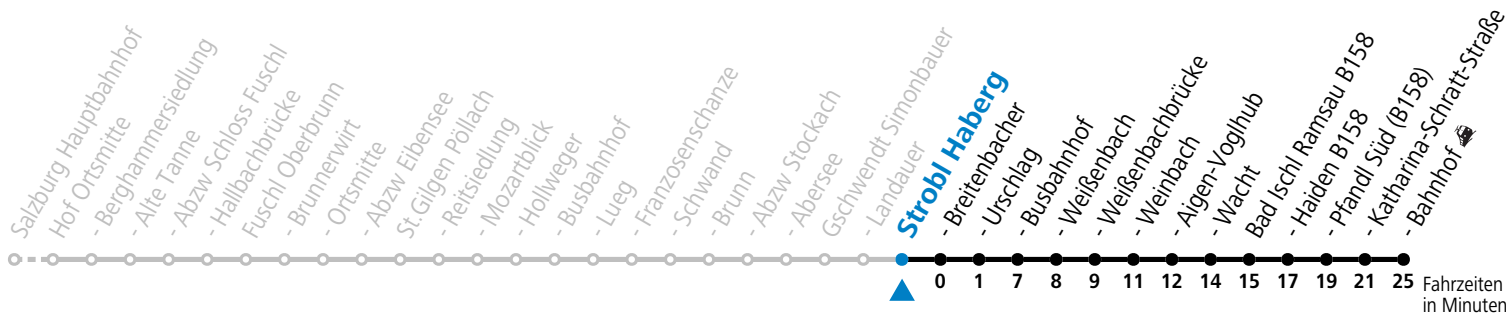 Salzburg Hauptbahnhof
Hof Ortsmitte
- Berghammersiedlung
- Alte Tanne
- Abzw Schloss Fuschl
- Hallbachbrücke
Fuschl Oberbrunn
- Brunnerwirt
- Ortsmitte
- Abzw Eibensee
St.Gilgen Pöllach
- Reitsiedlung
- Mozartblick
- Hollweger
- Busbahnhof
- Lueg
- Franzosenschanze
- Schwand
- Brunn
- Abzw Stockach
- Abersee
Gschwendt Simonbauer
- Landauer
Strobl Haberg
- Breitenbacher
- Urschlag
- Busbahnhof
- Weißenbach
- Weißenbachbrücke
- Weinbach
- Aigen-Voglhub
- Wacht
Bad Ischl Ramsau B158
- Haiden B158
- Pfandl Süd (B158)
- Katharina-Schratt-Straße
- Bahnhof
0 1 7 8 9 11 12 14 15 17 19 21 25 Fahrzeiten
in Minuten